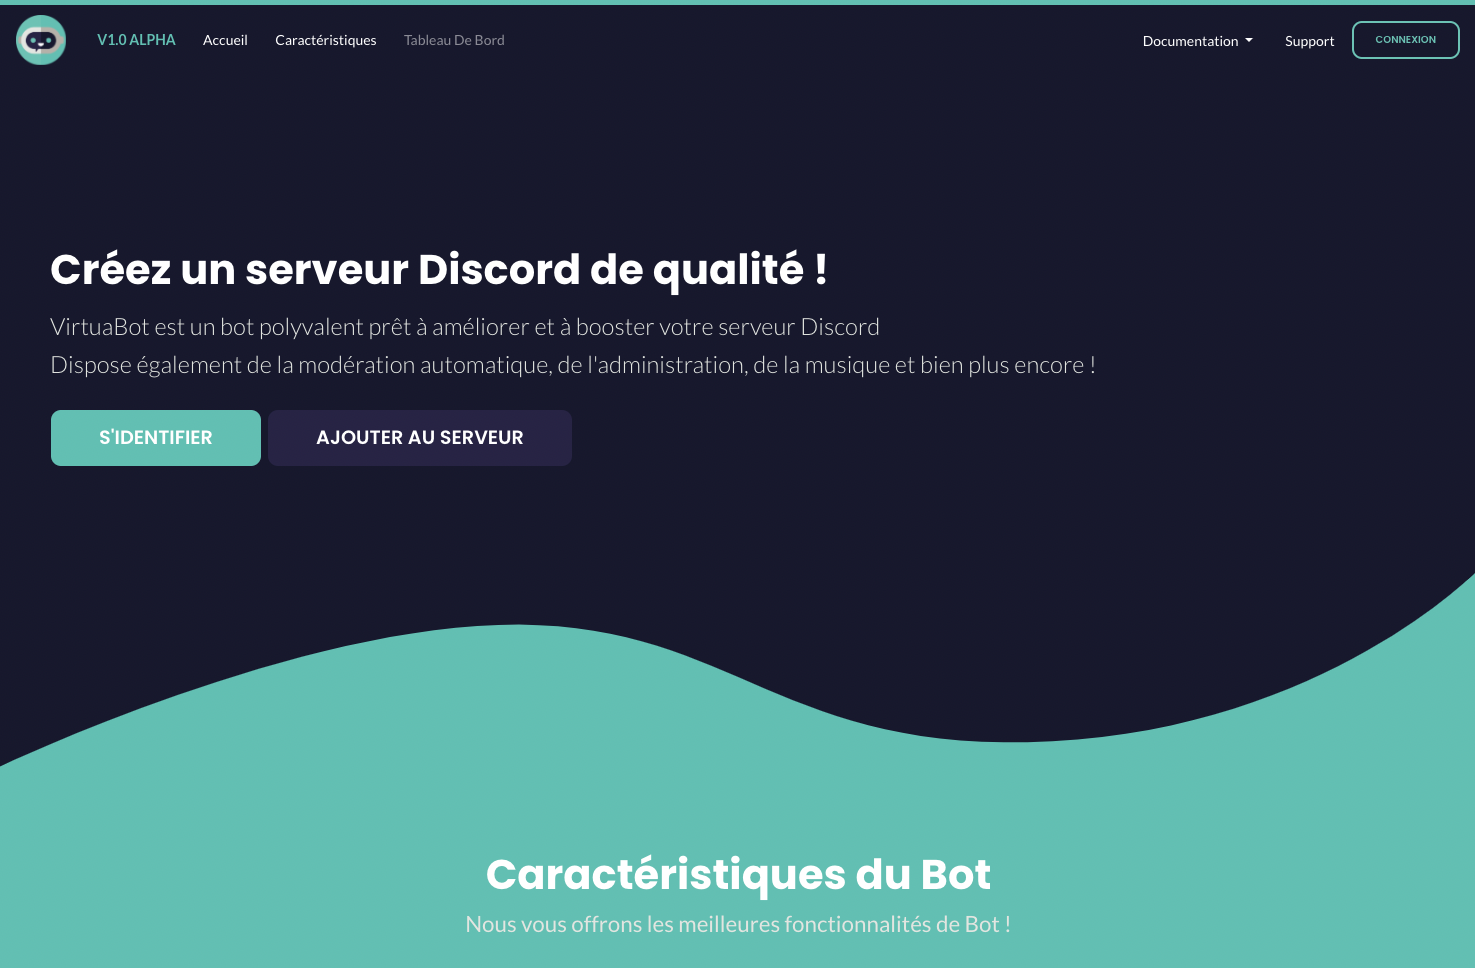 V1.0 ALPHA Accueil Caractéristiques Tableau De Bord Documentation Support CONNEXION
Créez un serveur Discord de qualité !
VirtuaBot est un bot polyvalent prêt à améliorer et à booster votre serveur Discord
Dispose également de la modération automatique, de l'administration, de la musique et bien plus encore !
S'IDENTIFIER AJOUTER AU SERVEUR
Caractéristiques du Bot
Nous vous offrons les meilleures fonctionnalités de Bot !